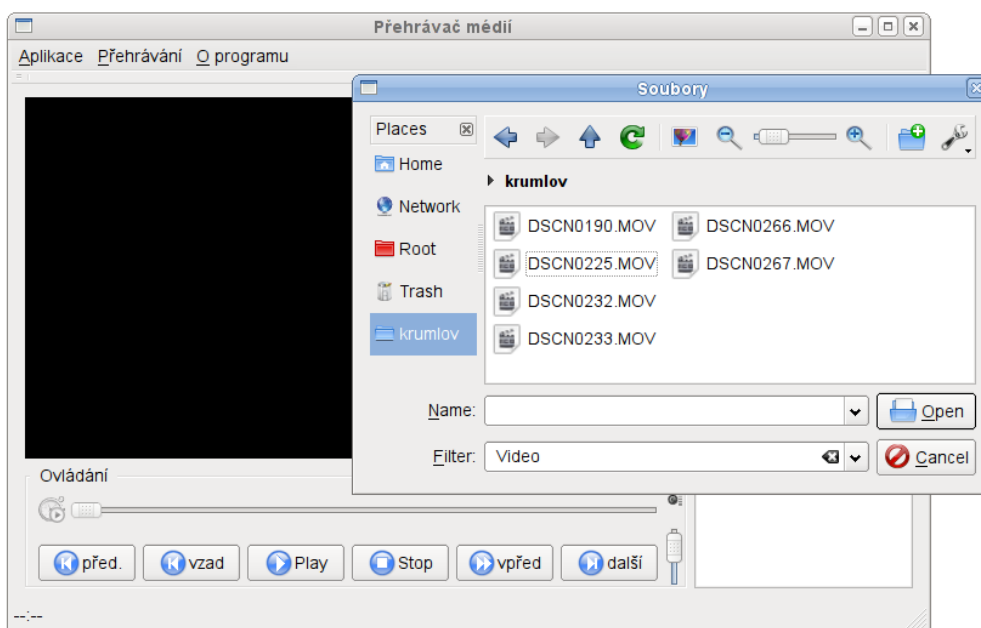 Přehrávač médií
Aplikace Přehrávání O programu
Soubory
Places
Home
Network
Root
Trash
krumlov
krumlov
DSCN0190.MOV DSCN0266.MOV
DSCN0225.MOV DSCN0267.MOV
DSCN0232.MOV
DSCN0233.MOV
Name: Open
Filter: Video Cancel
Ovládání
před. vzad Play Stop vpřed další
--:--